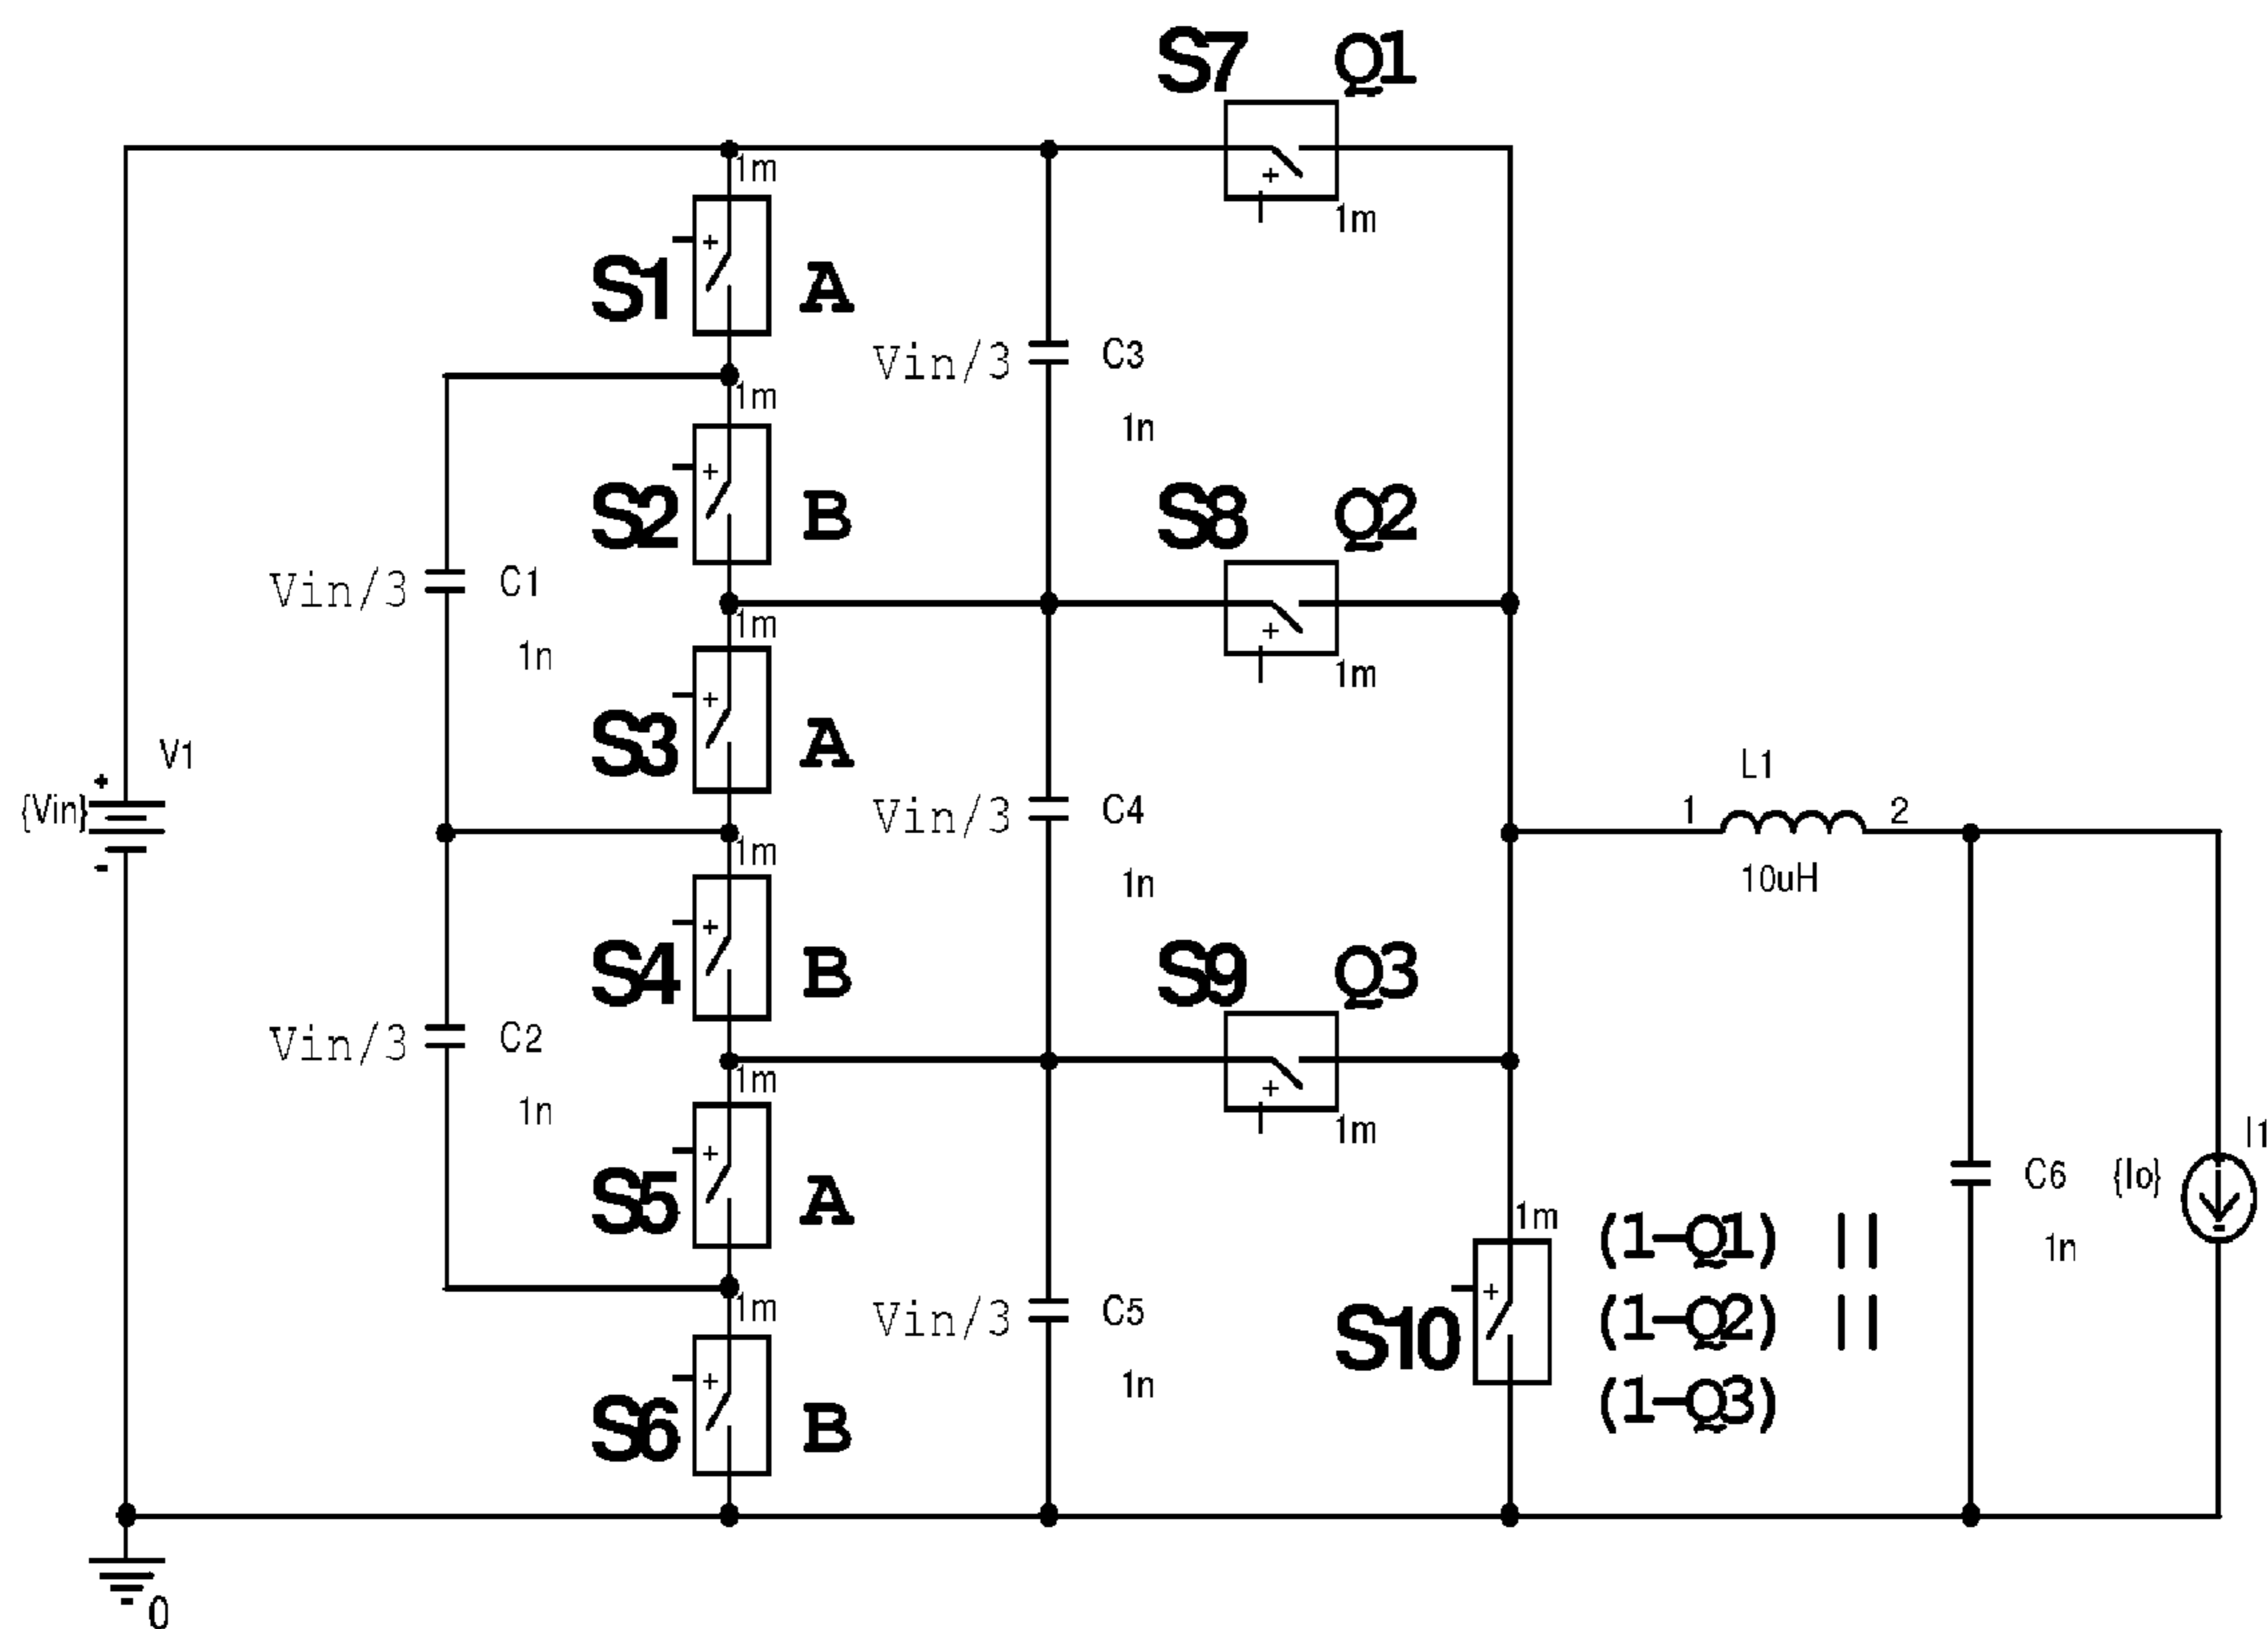 S7 Q1
1m
1m
S1 A
Vin/3 C3
1n
1m
S2 B
S8 Q2
1m
Vin/3 C1
1n
1m
S3 A
Vin/3 C4
1n
V1
+
{Vin}
-
L1
1 2
10uH
1m
S4 B
S9 Q3
1m
Vin/3 C2
1n
1m
S5 A
Vin/3 C5
1n
1m
S6 B
1m
S10
(1-Q1) ||
(1-Q2) ||
(1-Q3)
C6
1n
I1
{Io}
0